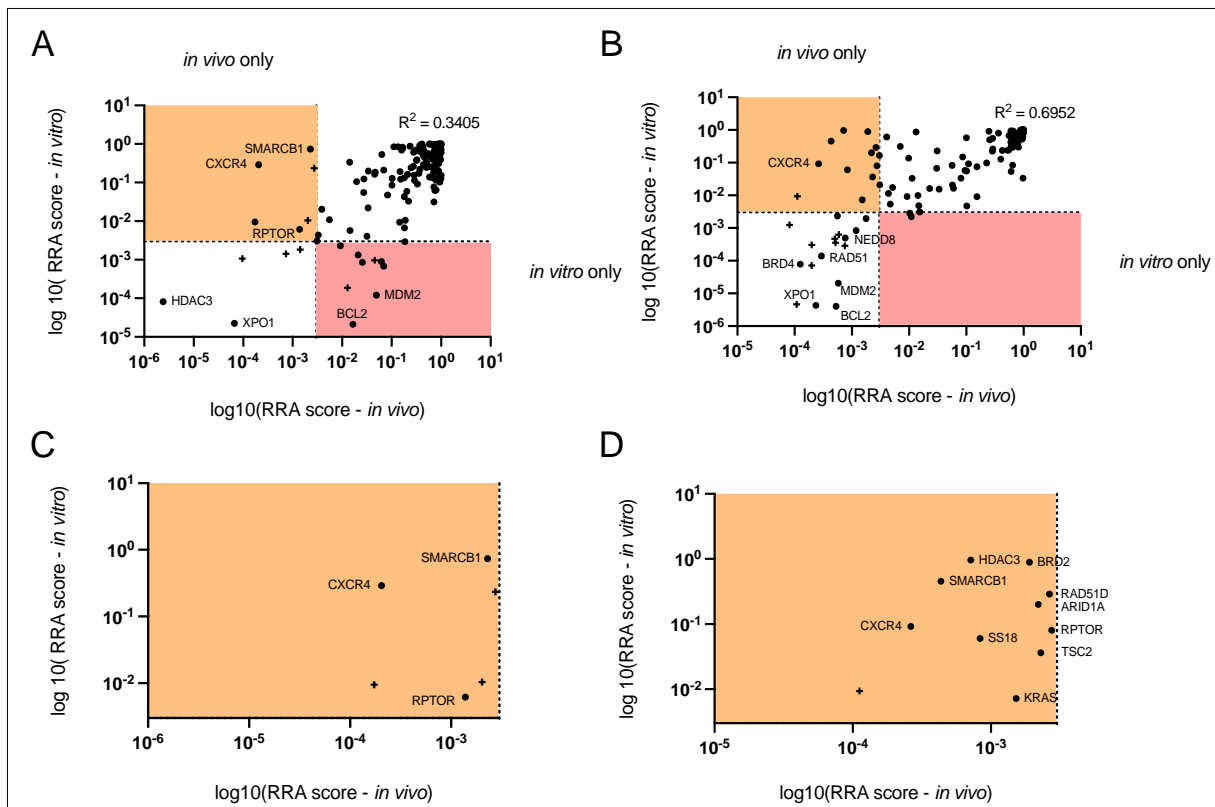 A
in vivo only
log 10( RRA score - in vitro)
10^1
10^0
10^-1
10^-2
10^-3
10^-4
10^-5
SMARCB1
CXCR4
RPTOR
HDAC3
XPO1
R^2 = 0.3405
MDM2
BCL2
in vitro only
10^-6 10^-5 10^-4 10^-3 10^-2 10^-1 10^0 10^1
log10(RRA score - in vivo)
B
in vivo only
log 10(RRA score - in vitro)
10^1
10^0
10^-1
10^-2
10^-3
10^-4
10^-5
10^-6
R^2 = 0.6952
CXCR4
NEDD8
RAD51
BRD4
MDM2
XPO1
BCL2
in vitro only
10^-5 10^-4 10^-3 10^-2 10^-1 10^0 10^1
log10(RRA score - in vivo)
C
log 10( RRA score - in vitro)
10^1
10^0
10^-1
10^-2
SMARCB1
CXCR4
RPTOR
10^-6 10^-5 10^-4 10^-3
log10(RRA score - in vivo)
D
log 10(RRA score - in vitro)
10^1
10^0
10^-1
10^-2
HDAC3
BRD2
SMARCB1
RAD51D
ARID1A
CXCR4
RPTOR
SS18
TSC2
KRAS
10^-5 10^-4 10^-3
log10(RRA score - in vivo)